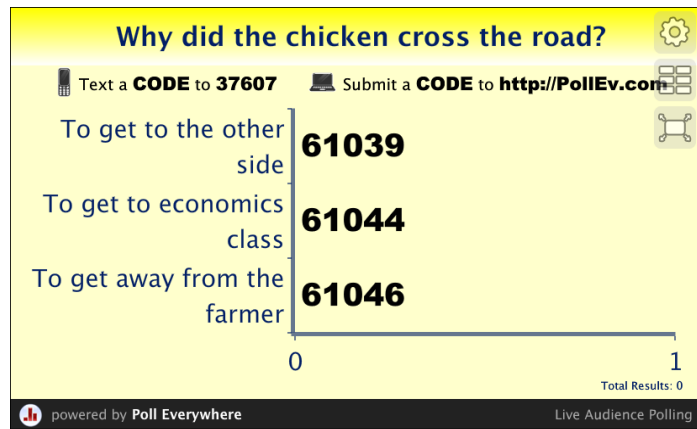 Why did the chicken cross the road?
Text a CODE to 37607 Submit a CODE to http://PollEv.com
To get to the other
side
61039
To get to economics
class
61044
To get away from the
farmer
61046
0 1
Total Results: 0
powered by Poll Everywhere Live Audience Polling